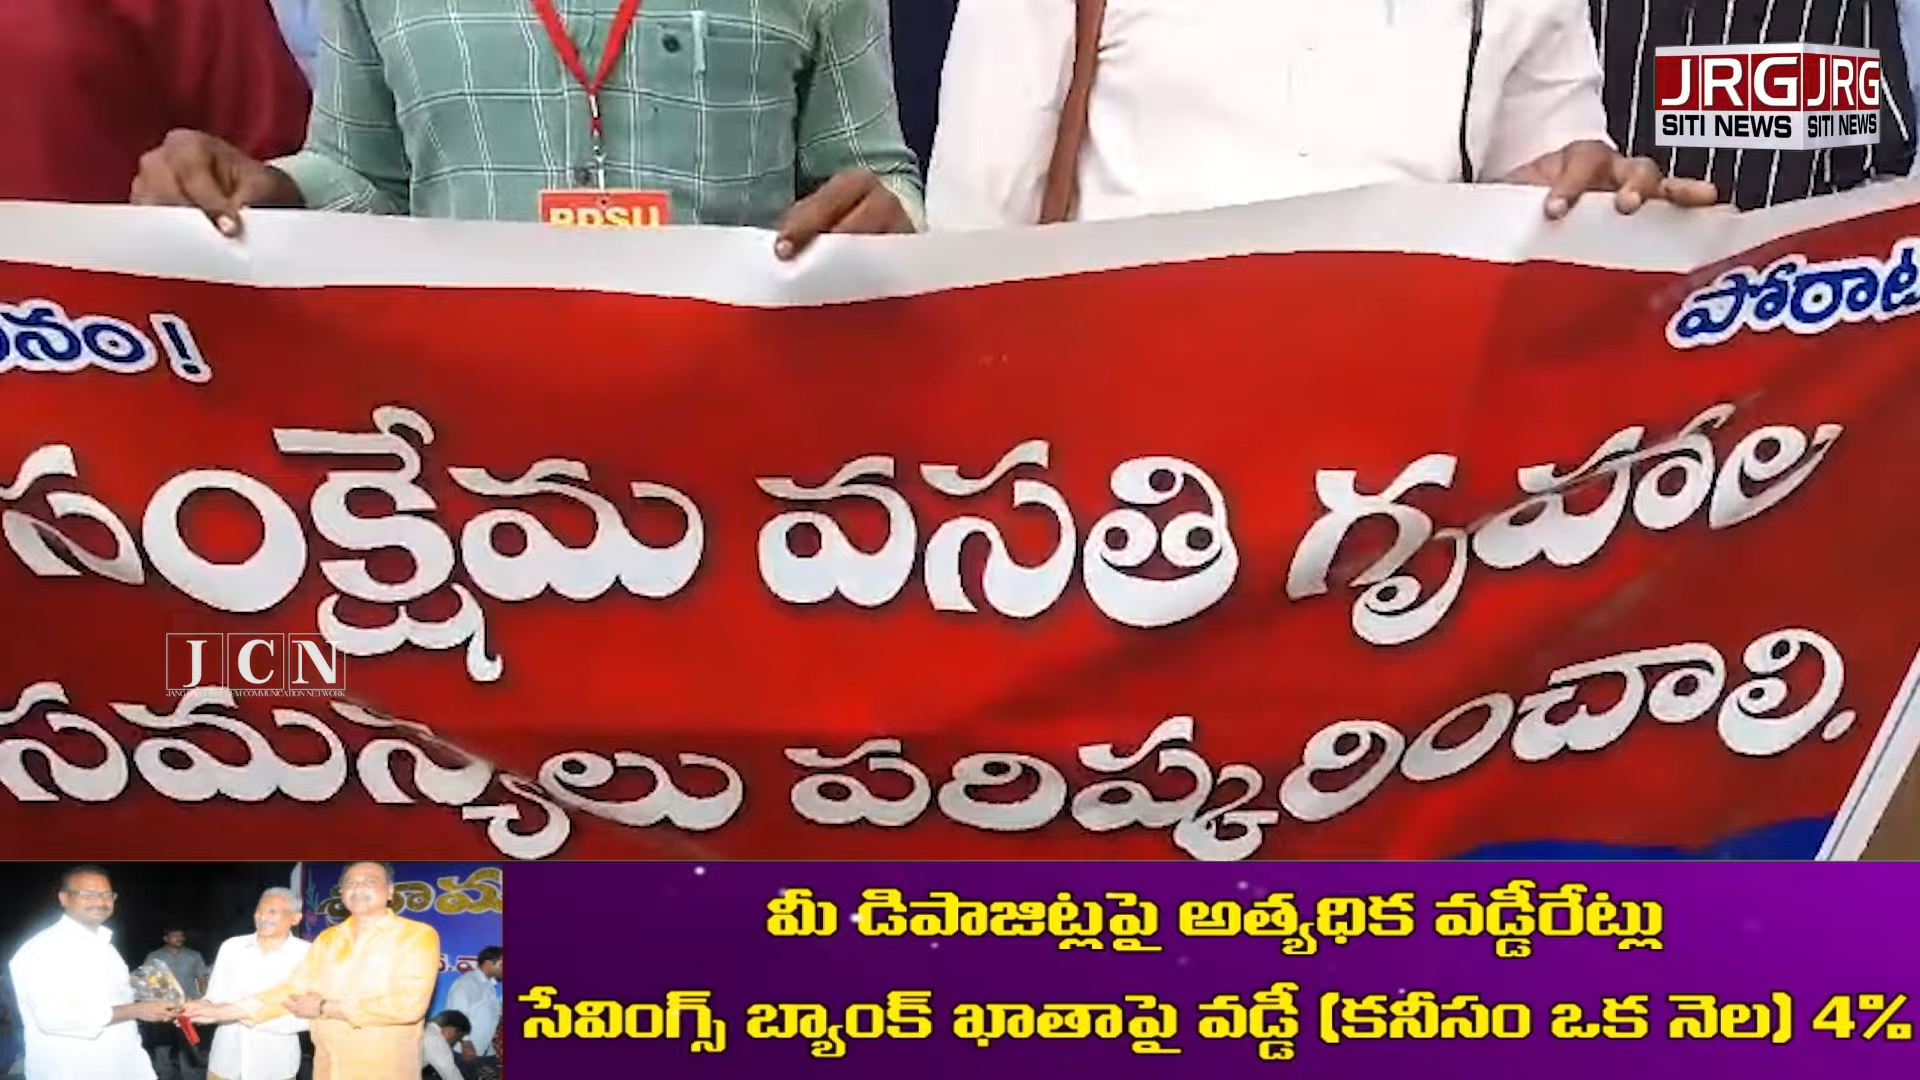 JRG JRG
SITI NEWS SITI NEWS
PDSU
సంక్షేమ వసతి గృహాల
సమస్యలు పరిష్కరించాలి.
JCN
మీ డిపాజిట్లపై అత్యధిక వడ్డీరేట్లు
సేవింగ్స్ బ్యాంక్ ఖాతాపై వడ్డీ (కనీసం ఒక నెల) 4%